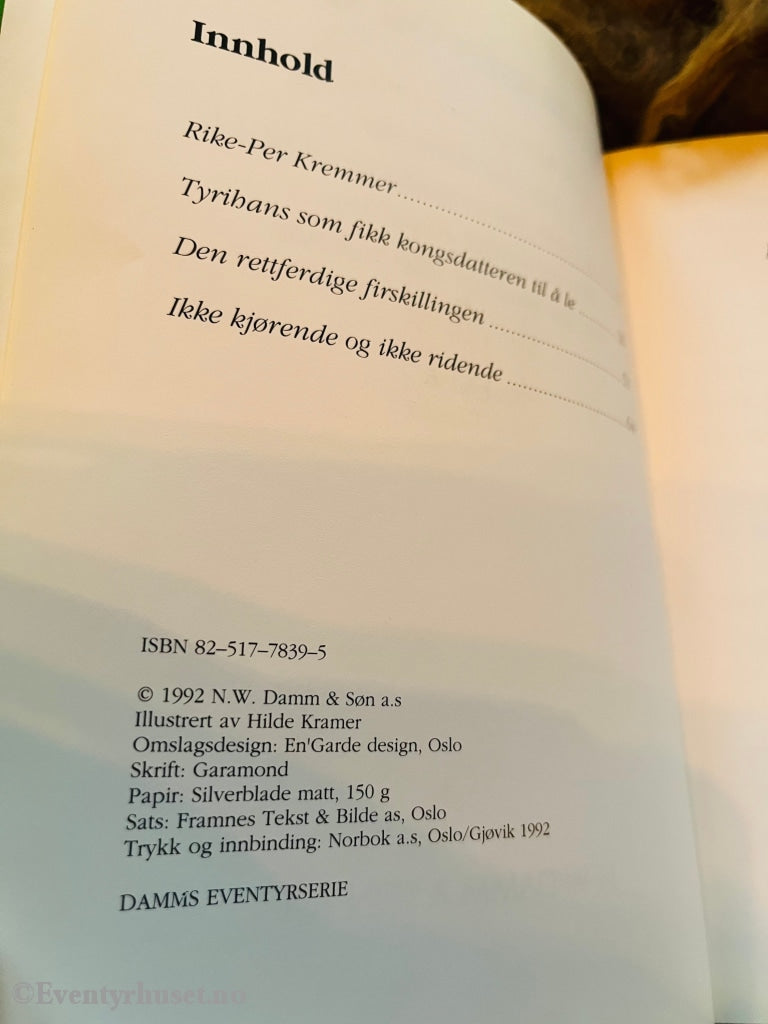 Innhold
Rike-Per Kremmer
Tyrihans som fikk kongsdatteren til å le
Den rettferdige firskillingen
Ikke kjørende og ikke ridende
ISBN 82–517–7839–5
© 1992 N.W. Damm & Søn a.s
Illustrert av Hilde Kramer
Omslagsdesign: En'Garde design, Oslo
Skrift: Garamond
Papir: Silverblade matt, 150 g
Sats: Framnes Tekst & Bilde as, Oslo
Trykk og innbinding: Norbok a.s, Oslo/Gjøvik 1992
DAMMS EVENTYRSERIE
©Eventyrhuset.no